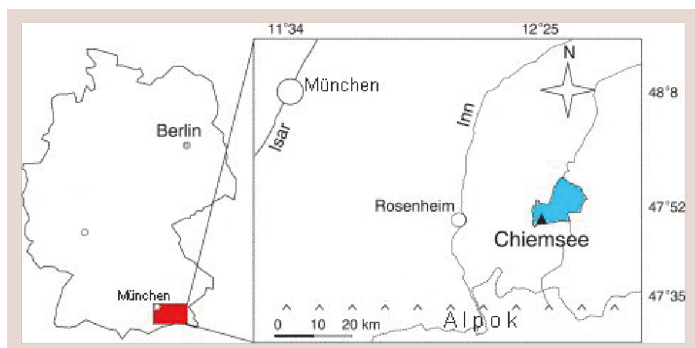 11°34
12°25
N
München
48°8
Berlin
Isar
Inn
Rosenheim
47°52
Chiemsee
München
47°35
0 10 20 km
Alpok